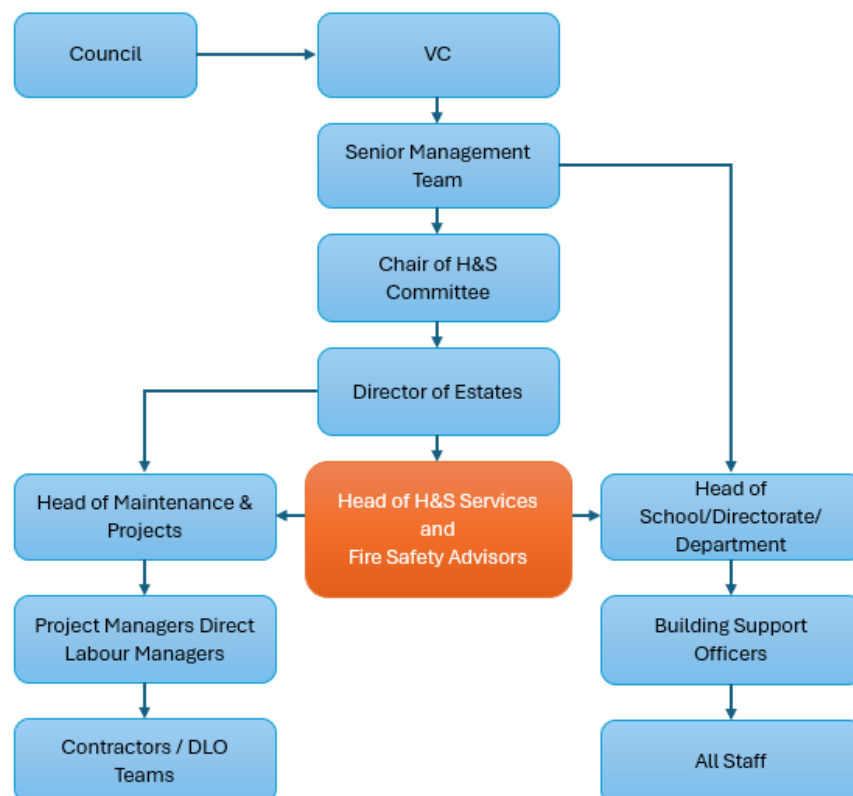 Council
VC
Senior Management
Team
Chair of H&S
Committee
Director of Estates
Head of Maintenance &
Projects
Head of H&S Services
and
Fire Safety Advisors
Head of
School/Directorate/
Department
Project Managers Direct
Labour Managers
Building Support
Officers
Contractors / DLO
Teams
All Staff